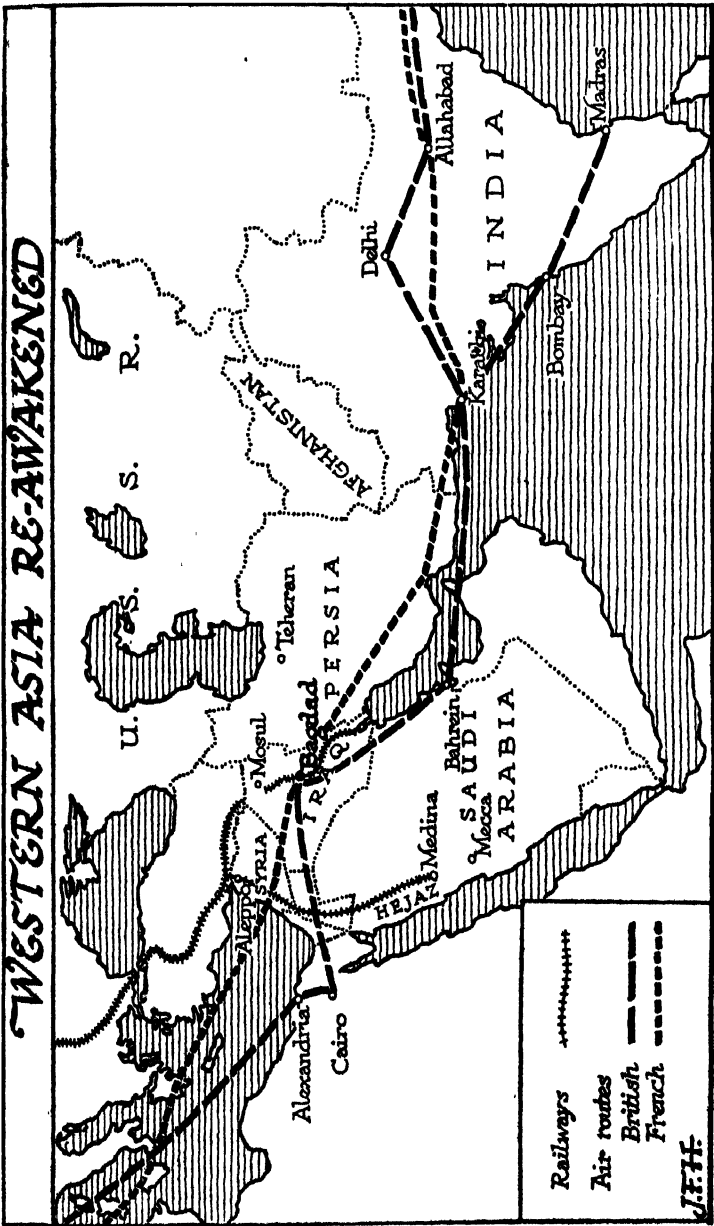 WESTERN ASIA RE-AWAKENED
U. S. S. R.
Mosul
Teheran
Aleppo
SYRIA
Bagdad
IRAQ
PERSIA
AFGHANISTAN
Delhi
Allahabad
Alexandria
Cairo
HEJAZ
Medina
Mecca
Bahrein
SAUDI
ARABIA
Karachi
INDIA
Bombay
Madras
Railways
Air routes
British
French
J.F.H.